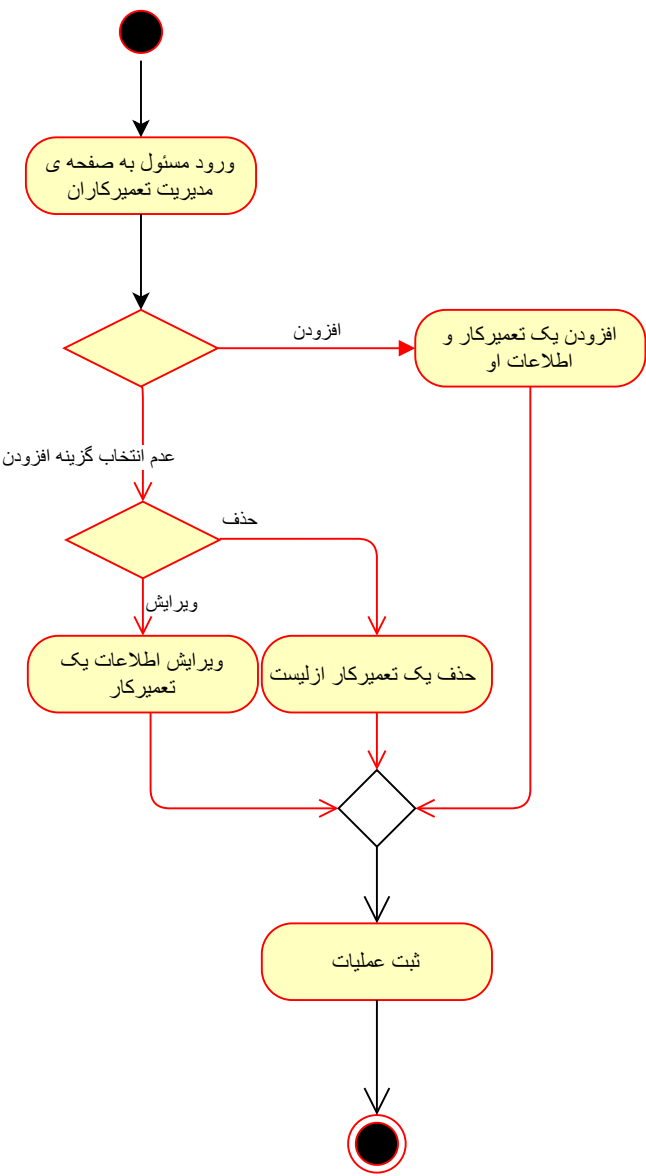 ورود مسئول به صفحه ی
مدیریت تعمیرکاران
افزودن
افزودن یک تعمیرکار و
اطلاعات او
عدم انتخاب گزینه افزودن
حذف
ویرایش
ویرایش اطلاعات یک
تعمیرکار
حذف یک تعمیرکار ازلیست
ثبت عملیات